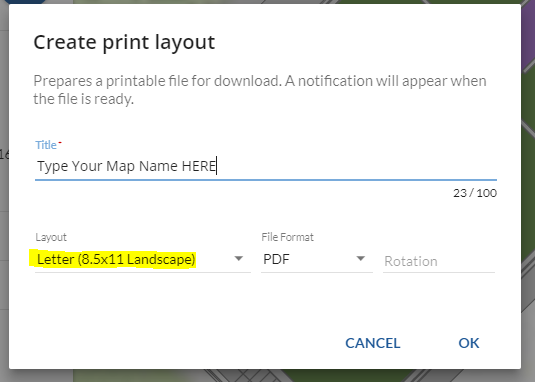 Create print layout
Prepares a printable file for download. A notification will appear when
the file is ready.
16
Title -
Type Your Map Name HERE
23 / 100
Layout File Format
Letter (8.5x11 Landscape) PDF Rotation
CANCEL OK